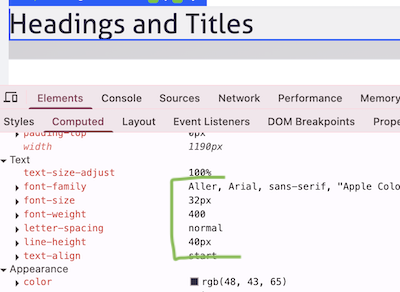 Headings and Titles
Elements Console Sources Network Performance Memory
Styles Computed Layout Event Listeners DOM Breakpoints Prope
padding-top 0px
width 1190px
Text
text-size-adjust 100%
font-family Aller, Arial, sans-serif, "Apple Colo
font-size 32px
font-weight 400
letter-spacing normal
line-height 40px
text-align start
Appearance
color rgb(48, 43, 65)